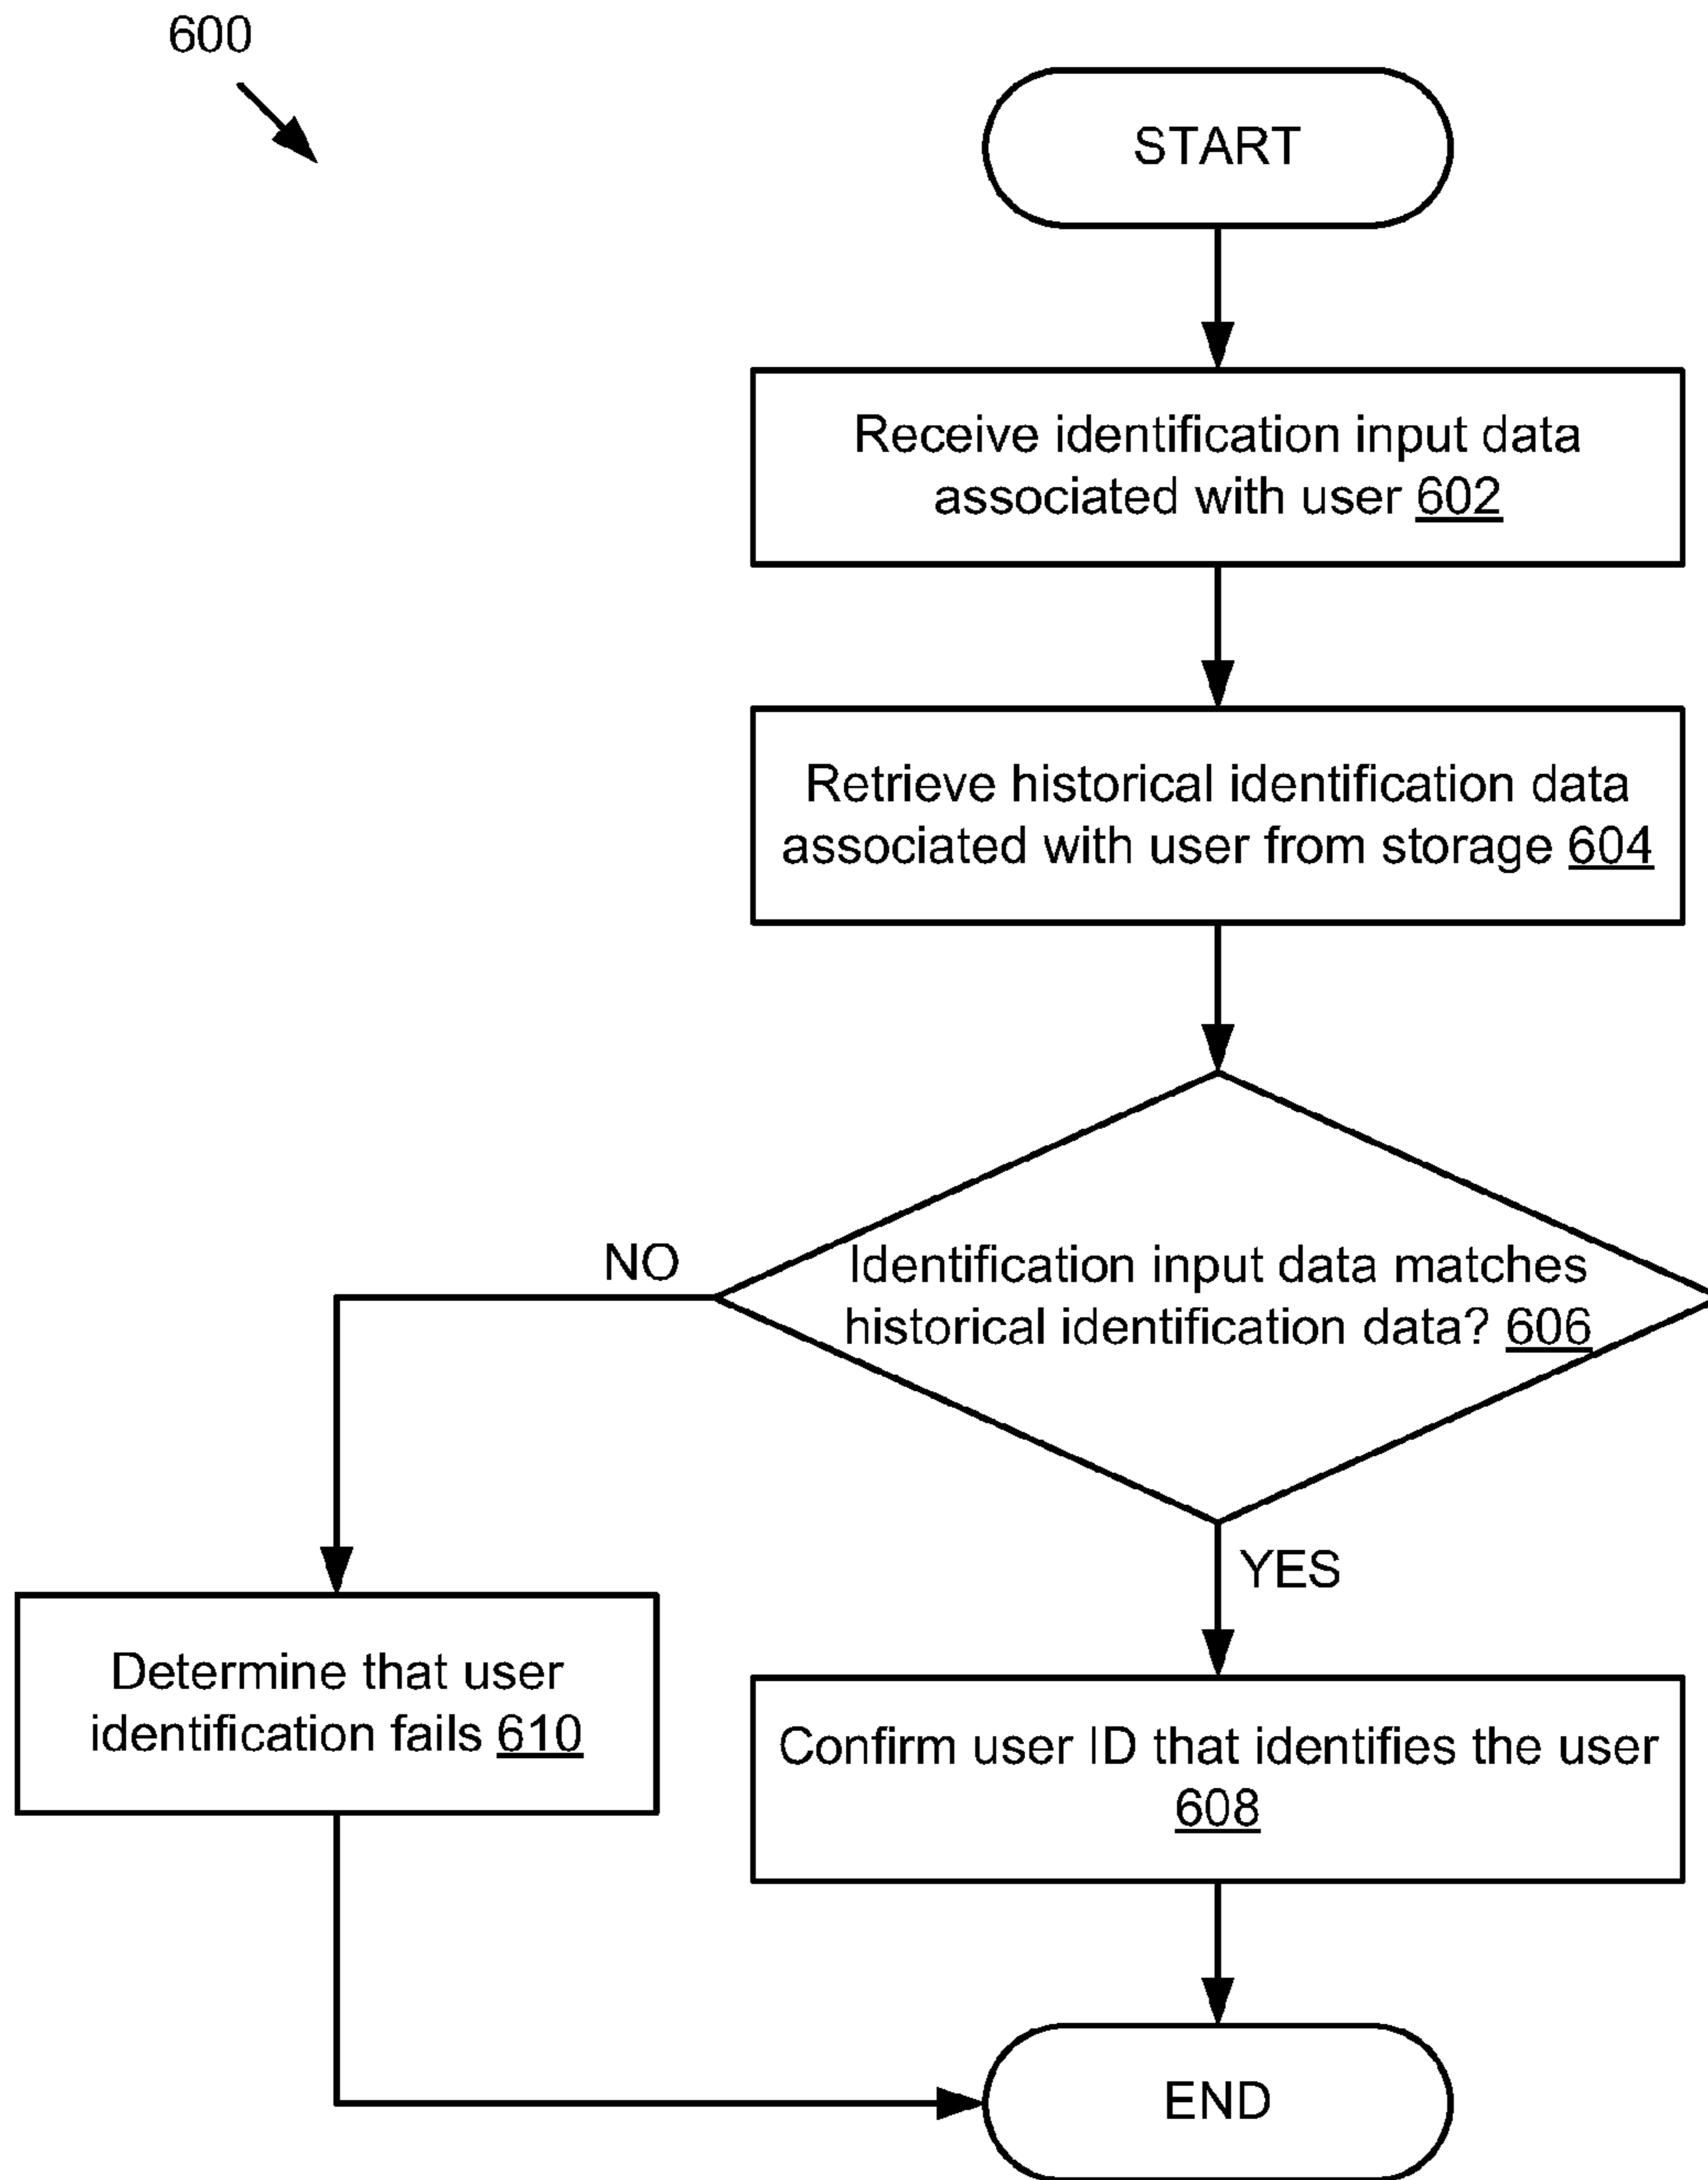 600
START
Receive identification input data
associated with user 602
Retrieve historical identification data
associated with user from storage 604
Identification input data matches
historical identification data? 606
NO
YES
Determine that user
identification fails 610
Confirm user ID that identifies the user
608
END